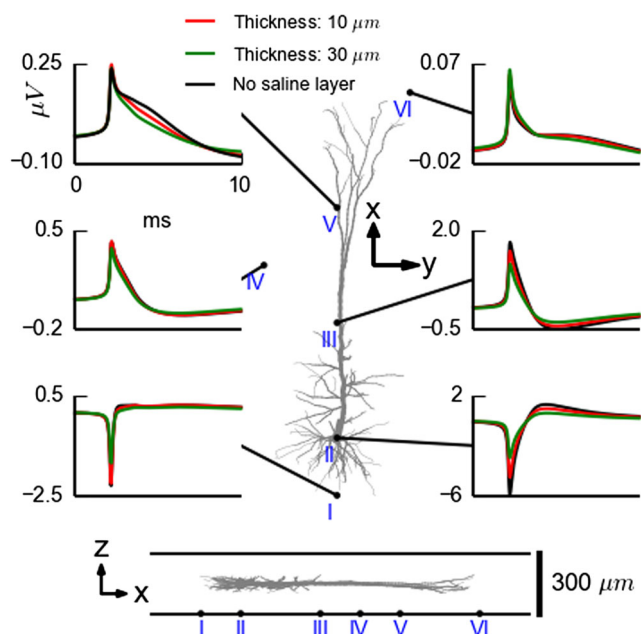 Thickness: 10 μm
Thickness: 30 μm
No saline layer
0.25
μV
−0.10
0
10
ms
0.07
−0.02
VI
V
x
y
0.5
−0.2
IV
2.0
−0.5
III
0.5
−2.5
2
−6
II
I
z
x
300 μm
I II III IV V VI